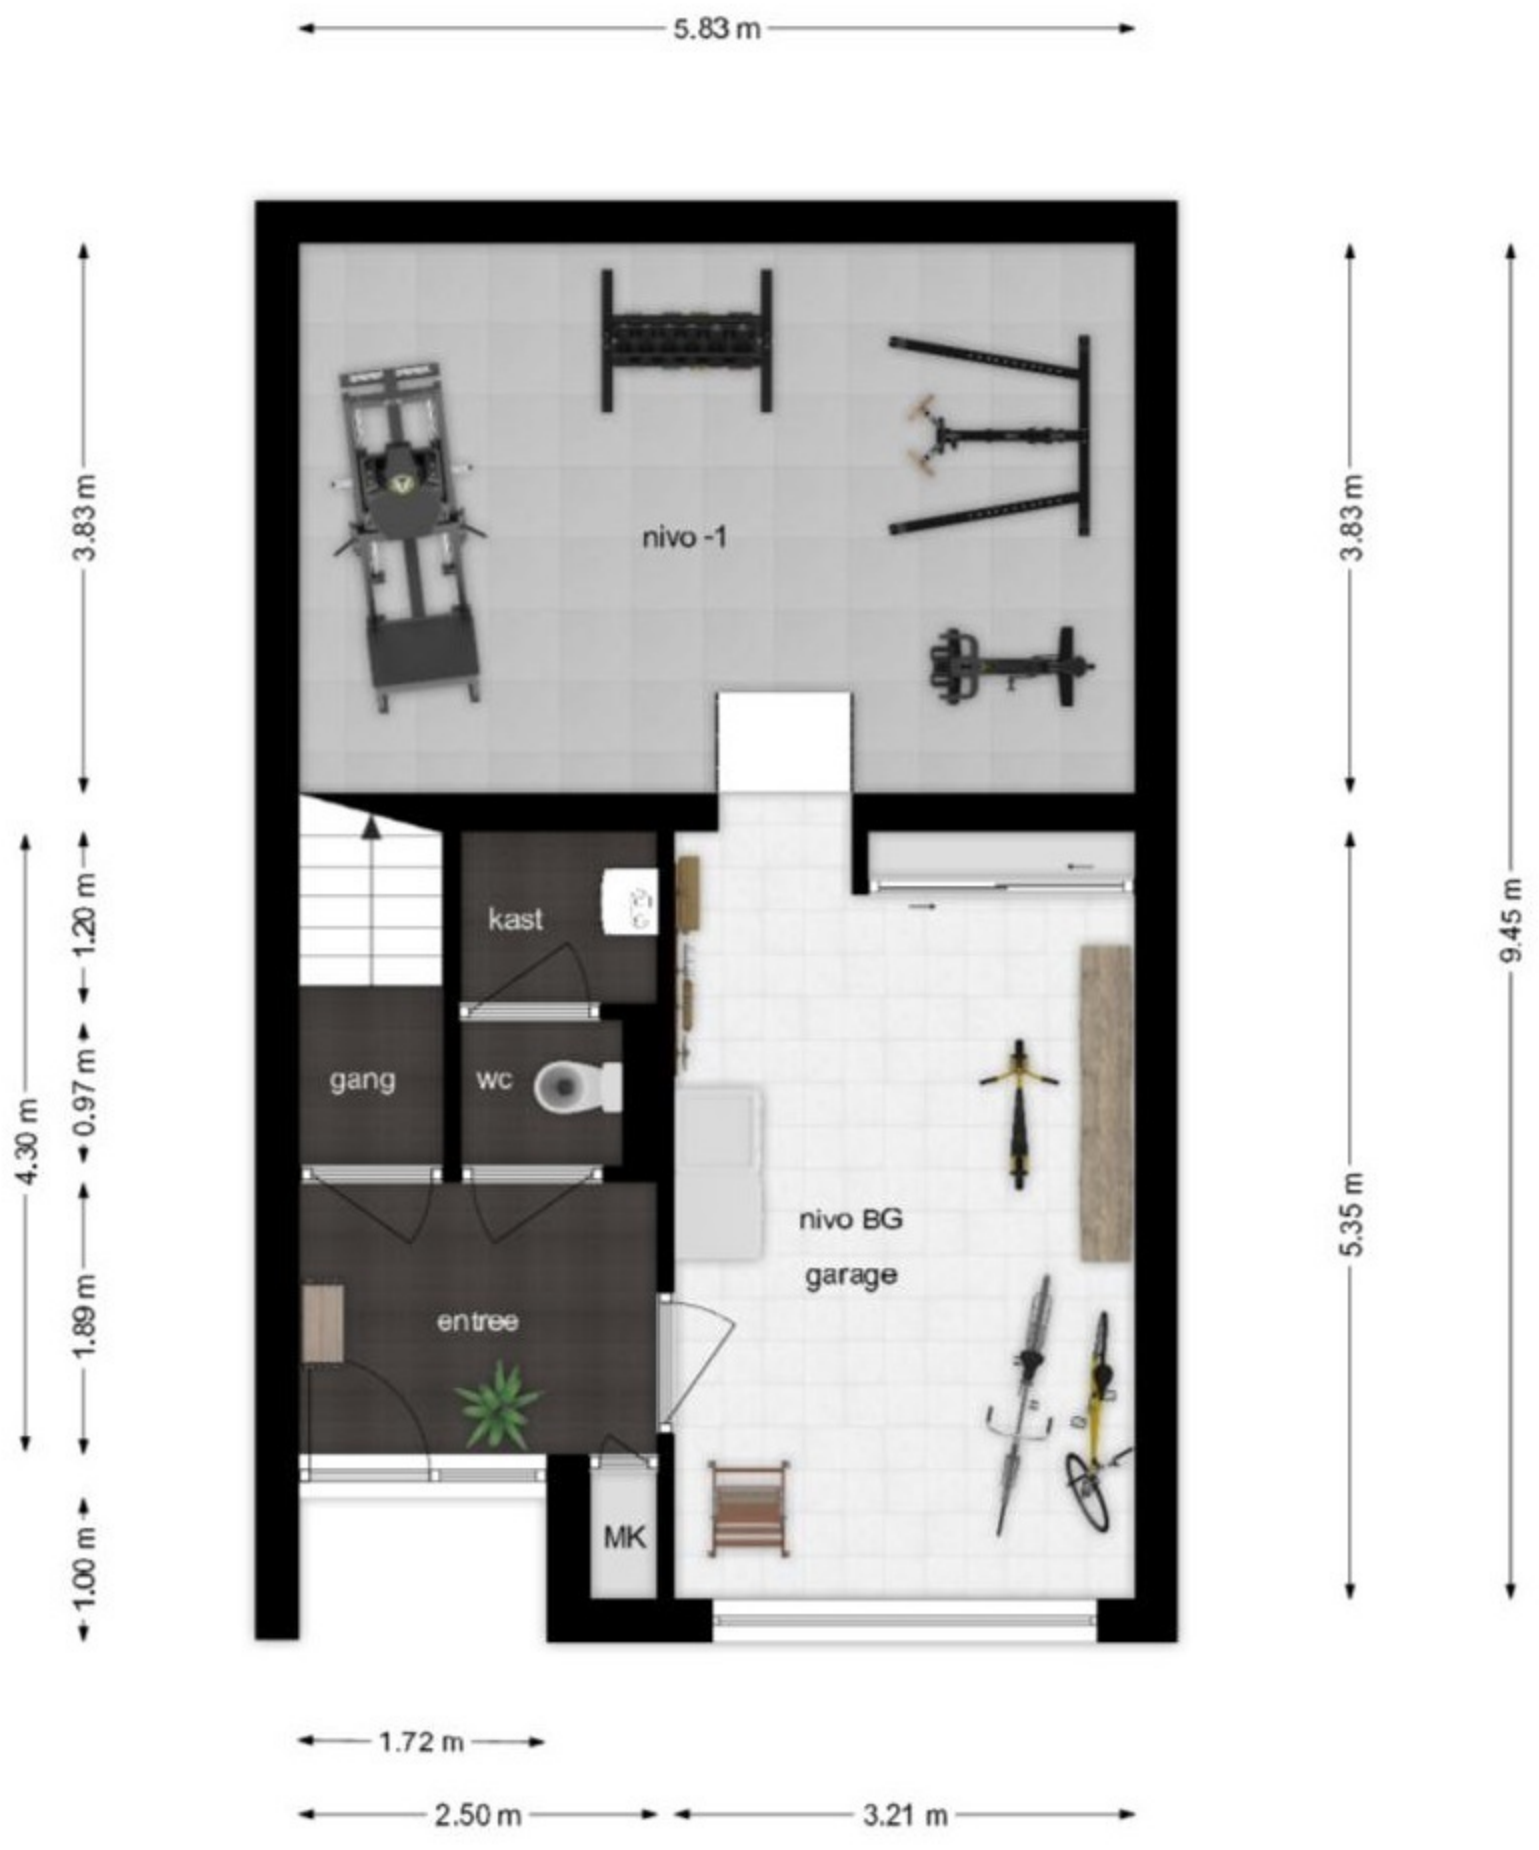 5.83 m
3.83 m
3.83 m
nivo -1
9.45 m
4.30 m
1.20 m
kast
0.97 m
gang
wc
5.35 m
nivo BG
garage
1.89 m
entree
1.00 m
MK
1.72 m
2.50 m
3.21 m